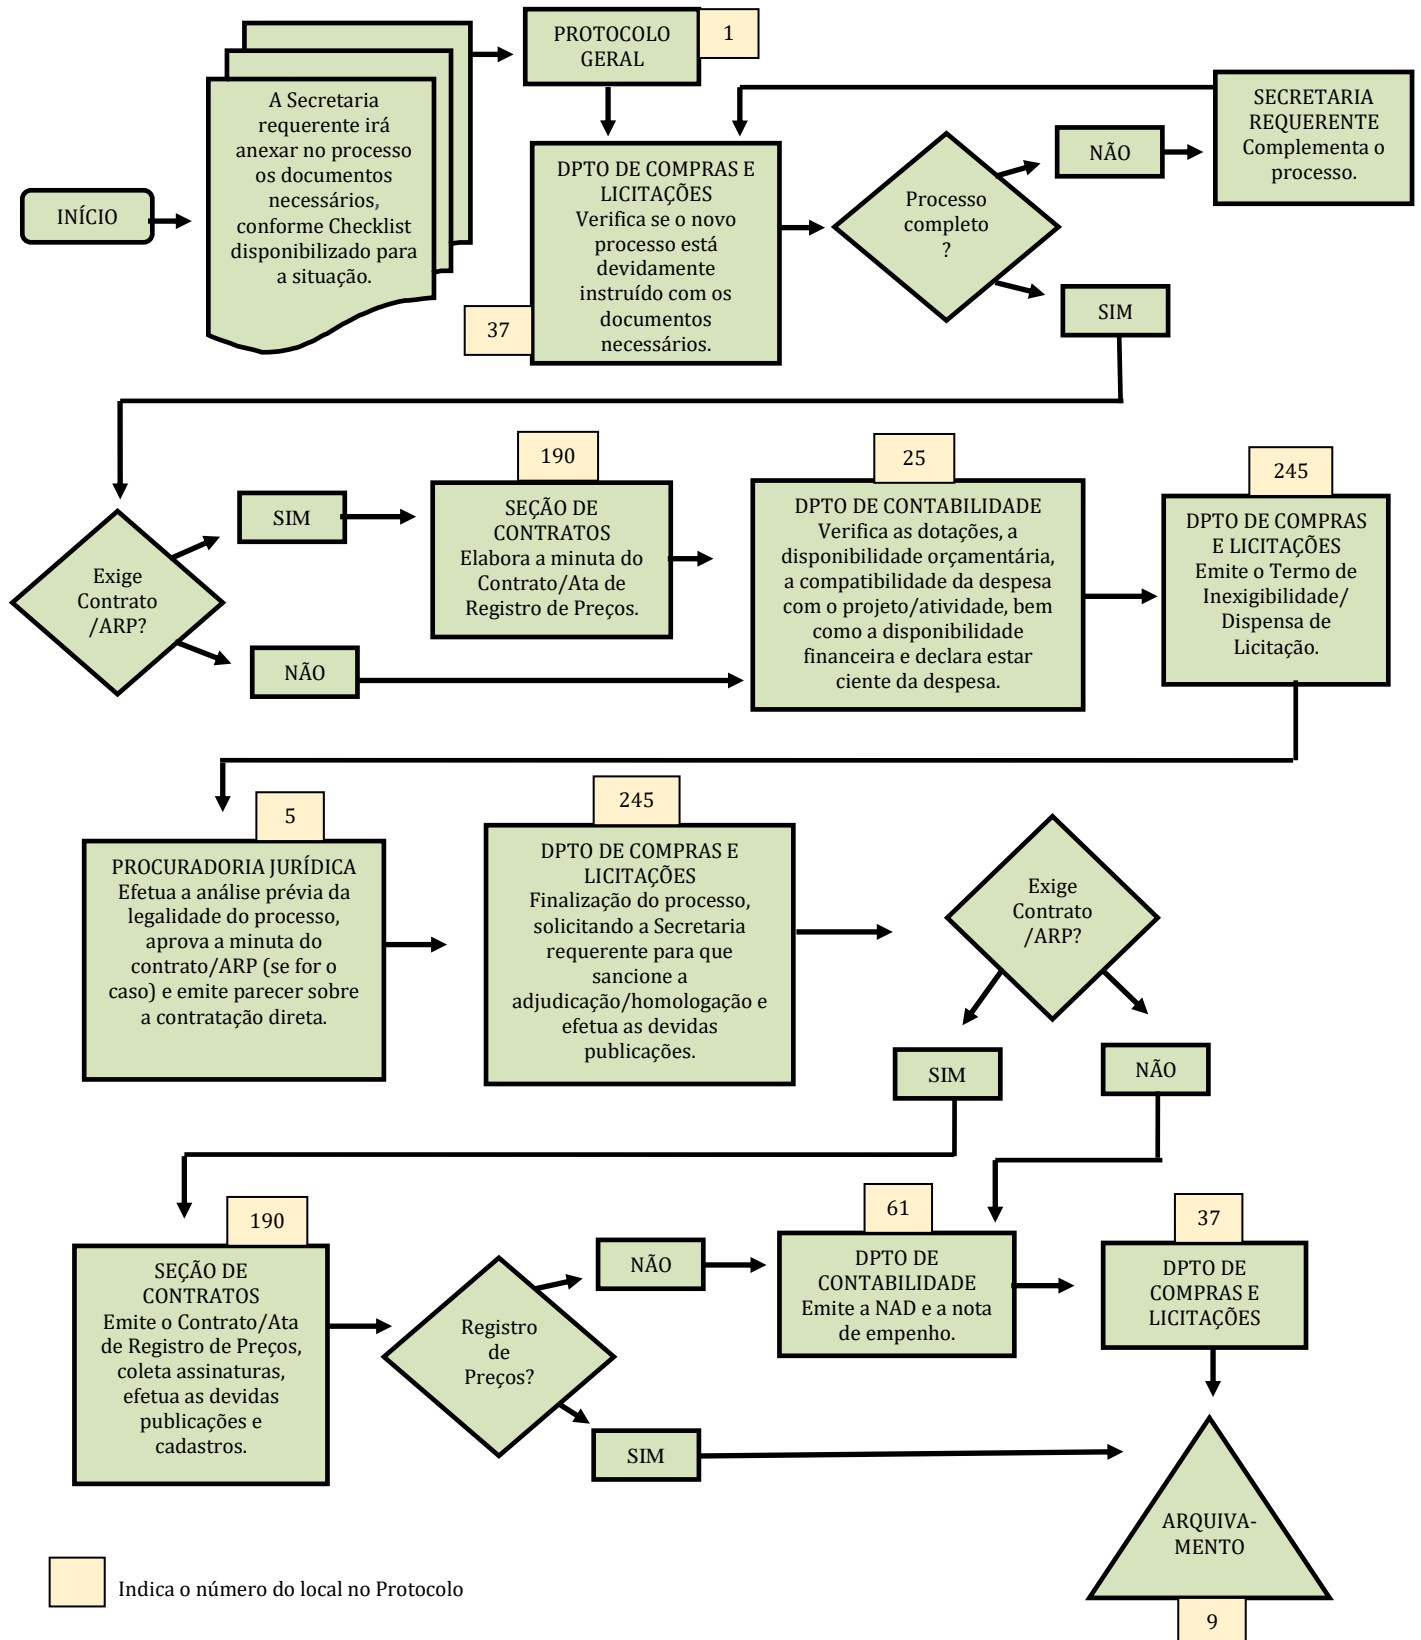 INÍCIO
A Secretaria
requerente irá
anexar no processo
os documentos
necessários,
conforme Checklist
disponibilizado para
a situação.
PROTOCOLO
GERAL
1
DPTO DE COMPRAS E
LICITAÇÕES
Verifica se o novo
processo está
devidamente
instruído com os
documentos
necessários.
37
Processo
completo
?
NÃO
SECRETARIA
REQUERENTE
Complementa o
processo.
SIM
Exige
Contrato
/ARP?
SIM
NÃO
190
SEÇÃO DE
CONTRATOS
Elabora a minuta do
Contrato/Ata de
Registro de Preços.
25
DPTO DE CONTABILIDADE
Verifica as dotações, a
disponibilidade orçamentária,
a compatibilidade da despesa
com o projeto/atividade, bem
como a disponibilidade
financeira e declara estar
ciente da despesa.
245
DPTO DE COMPRAS
E LICITAÇÕES
Emite o Termo de
Inexigibilidade/
Dispensa de
Licitação.
5
PROCURADORIA JURÍDICA
Efetua a análise prévia da
legalidade do processo,
aprova a minuta do
contrato/ARP (se for o
caso) e emite parecer sobre
a contratação direta.
245
DPTO DE COMPRAS E
LICITAÇÕES
Finalização do processo,
solicitando a Secretaria
requerente para que
sancione a
adjudicação/homologação e
efetua as devidas
publicações.
Exige
Contrato
/ARP?
SIM
NÃO
190
SEÇÃO DE
CONTRATOS
Emite o Contrato/Ata
de Registro de Preços,
coleta assinaturas,
efetua as devidas
publicações e
cadastros.
Registro
de
Preços?
NÃO
SIM
61
DPTO DE
CONTABILIDADE
Emite a NAD e a nota
de empenho.
37
DPTO DE
COMPRAS E
LICITAÇÕES
ARQUIVA-
MENTO
9
Indica o número do local no Protocolo